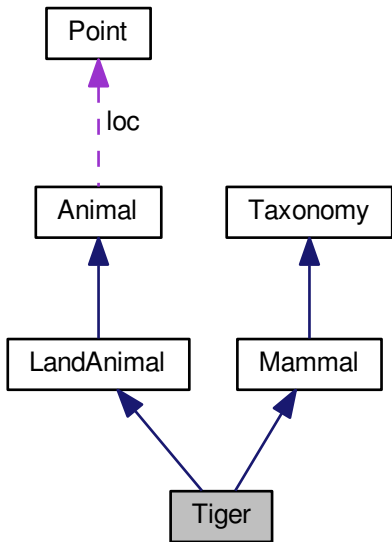 Point
loc
Animal
Taxonomy
LandAnimal
Mammal
Tiger